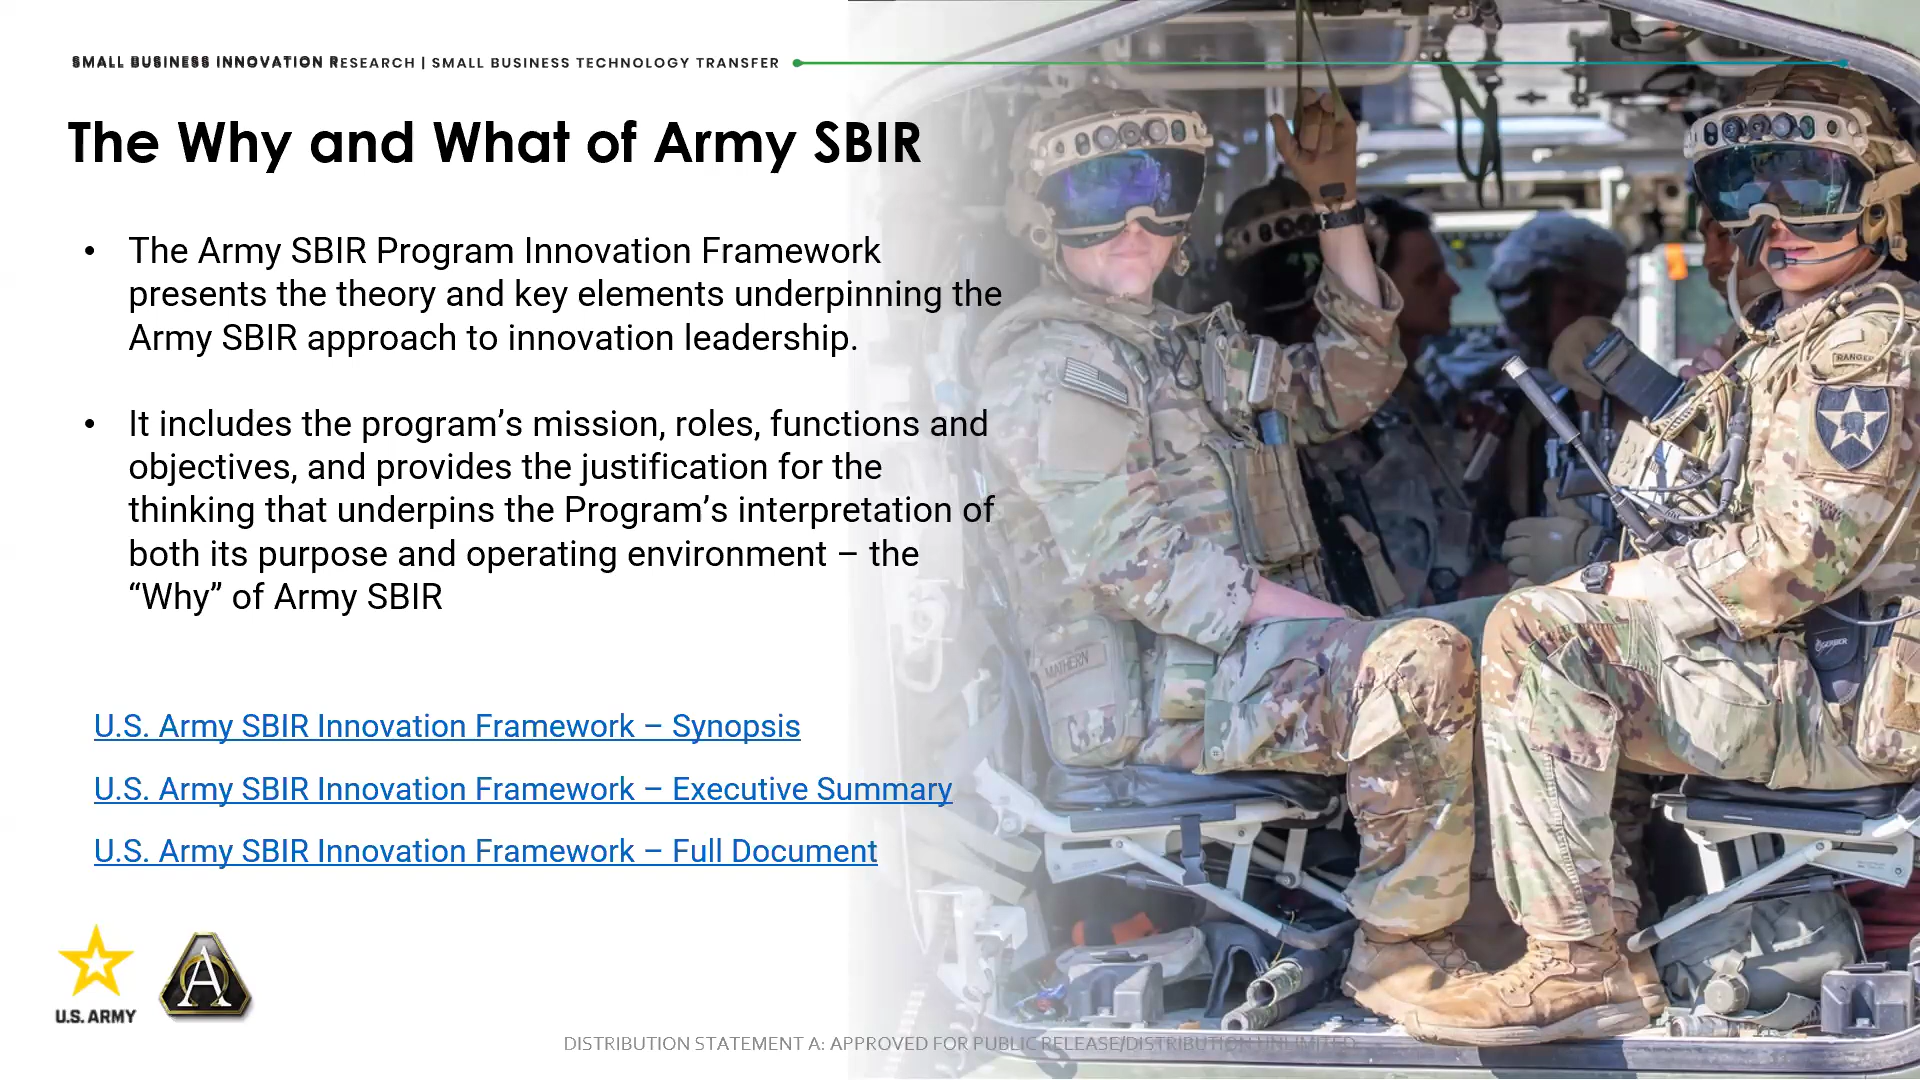 SMALL BUSINESS INNOVATION RESEARCH | SMALL BUSINESS TECHNOLOGY TRANSFER
The Why and What of Army SBIR
• The Army SBIR Program Innovation Framework
presents the theory and key elements underpinning the
Army SBIR approach to innovation leadership.
• It includes the program’s mission, roles, functions and
objectives, and provides the justification for the
thinking that underpins the Program’s interpretation of
both its purpose and operating environment – the
“Why” of Army SBIR
U.S. Army SBIR Innovation Framework – Synopsis
U.S. Army SBIR Innovation Framework – Executive Summary
U.S. Army SBIR Innovation Framework – Full Document
RANGER
GERBER
MATHERN
A
U.S. ARMY
DISTRIBUTION STATEMENT A: APPROVED FOR PUBLIC RELEASE/DISTRIBUTION UNLIMITED